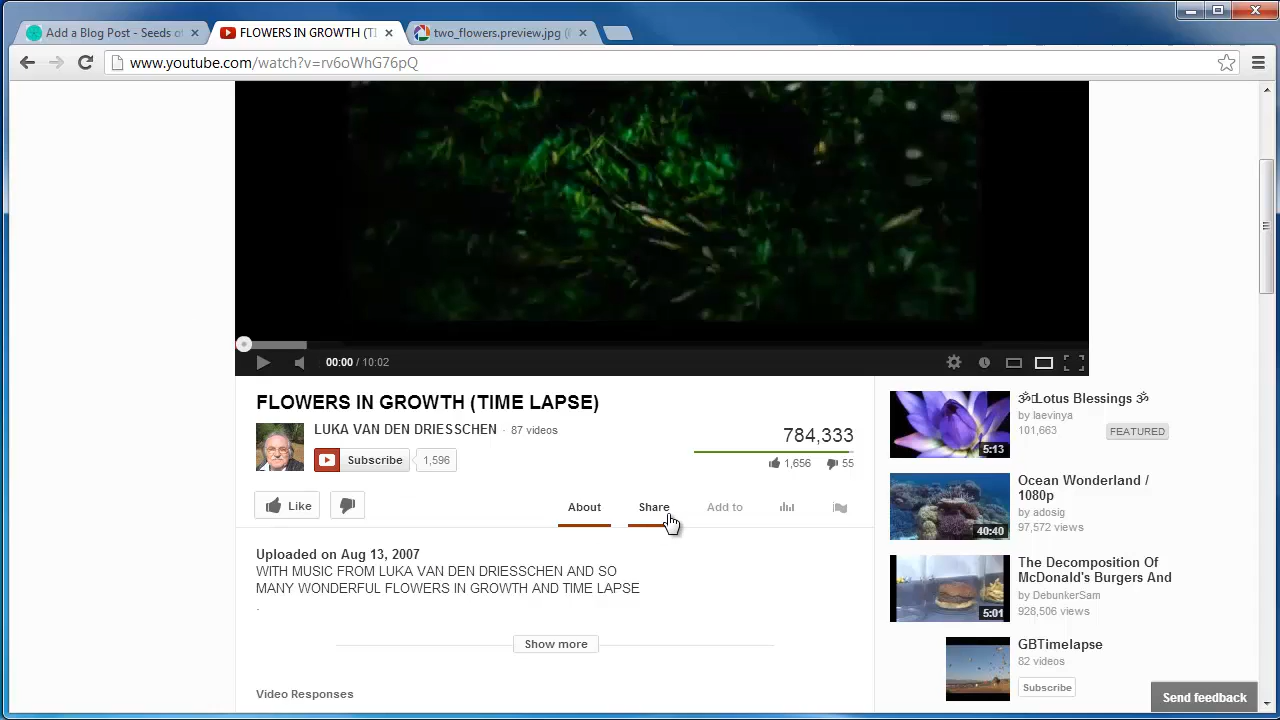 Add a Blog Post - Seeds of
FLOWERS IN GROWTH (TI
two_flowers.preview.jpg (
www.youtube.com/watch?v=rv6oWhG76pQ
00:00 / 10:02
FLOWERS IN GROWTH (TIME LAPSE)
LUKA VAN DEN DRIESSCHEN · 87 videos
Subscribe 1,596
784,333
1,656 55
Like
About Share Add to
Uploaded on Aug 13, 2007
WITH MUSIC FROM LUKA VAN DEN DRIESSCHEN AND SO
MANY WONDERFUL FLOWERS IN GROWTH AND TIME LAPSE
.
Show more
Video Responses
ॐLotus Blessings ॐ
by laevinya
101,663 FEATURED
5:13
Ocean Wonderland /
1080p
by adosig
97,572 views
40:40
The Decomposition Of
McDonald's Burgers And
by DebunkerSam
928,506 views
5:01
GBTimelapse
82 videos
Subscribe
Send feedback